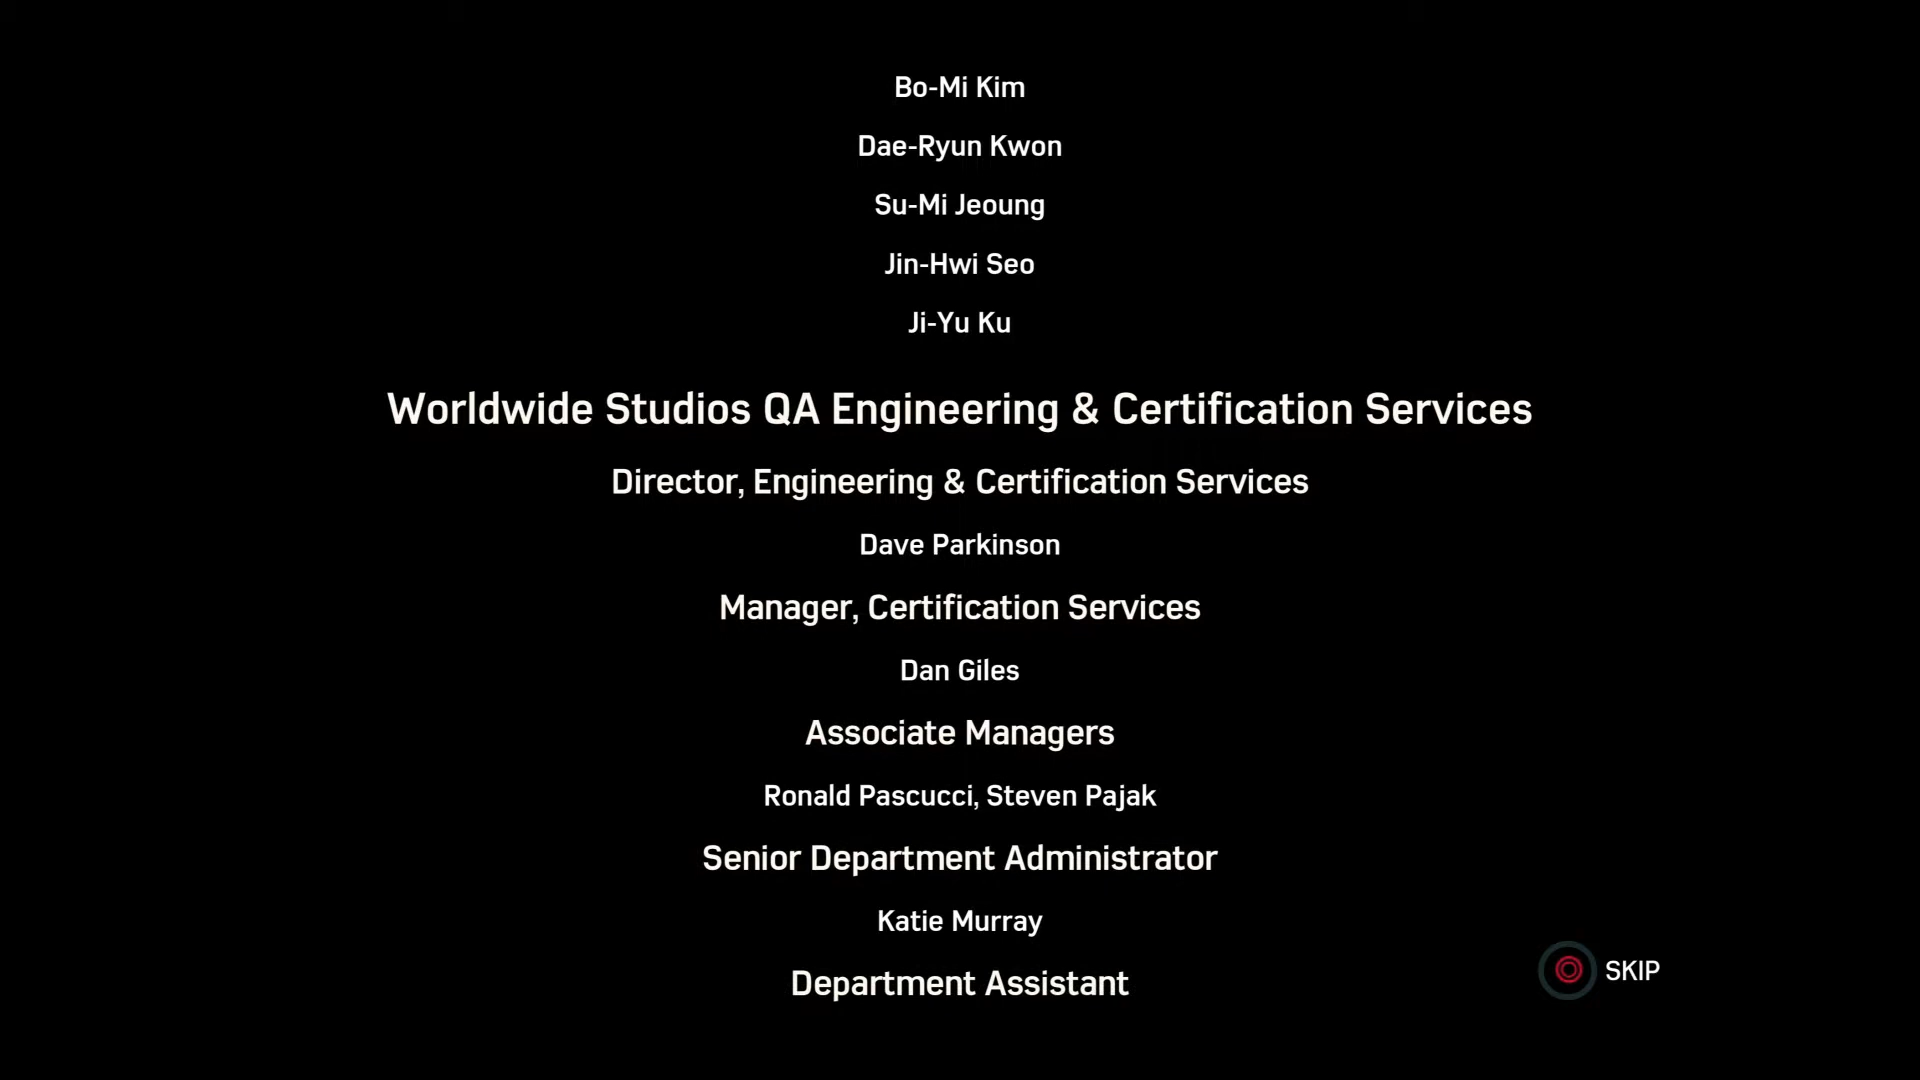 Bo-Mi Kim
Dae-Ryun Kwon
Su-Mi Jeoung
Jin-Hwi Seo
Ji-Yu Ku
Worldwide Studios QA Engineering & Certification Services
Director, Engineering & Certification Services
Dave Parkinson
Manager, Certification Services
Dan Giles
Associate Managers
Ronald Pascucci, Steven Pajak
Senior Department Administrator
Katie Murray
SKIP
Department Assistant